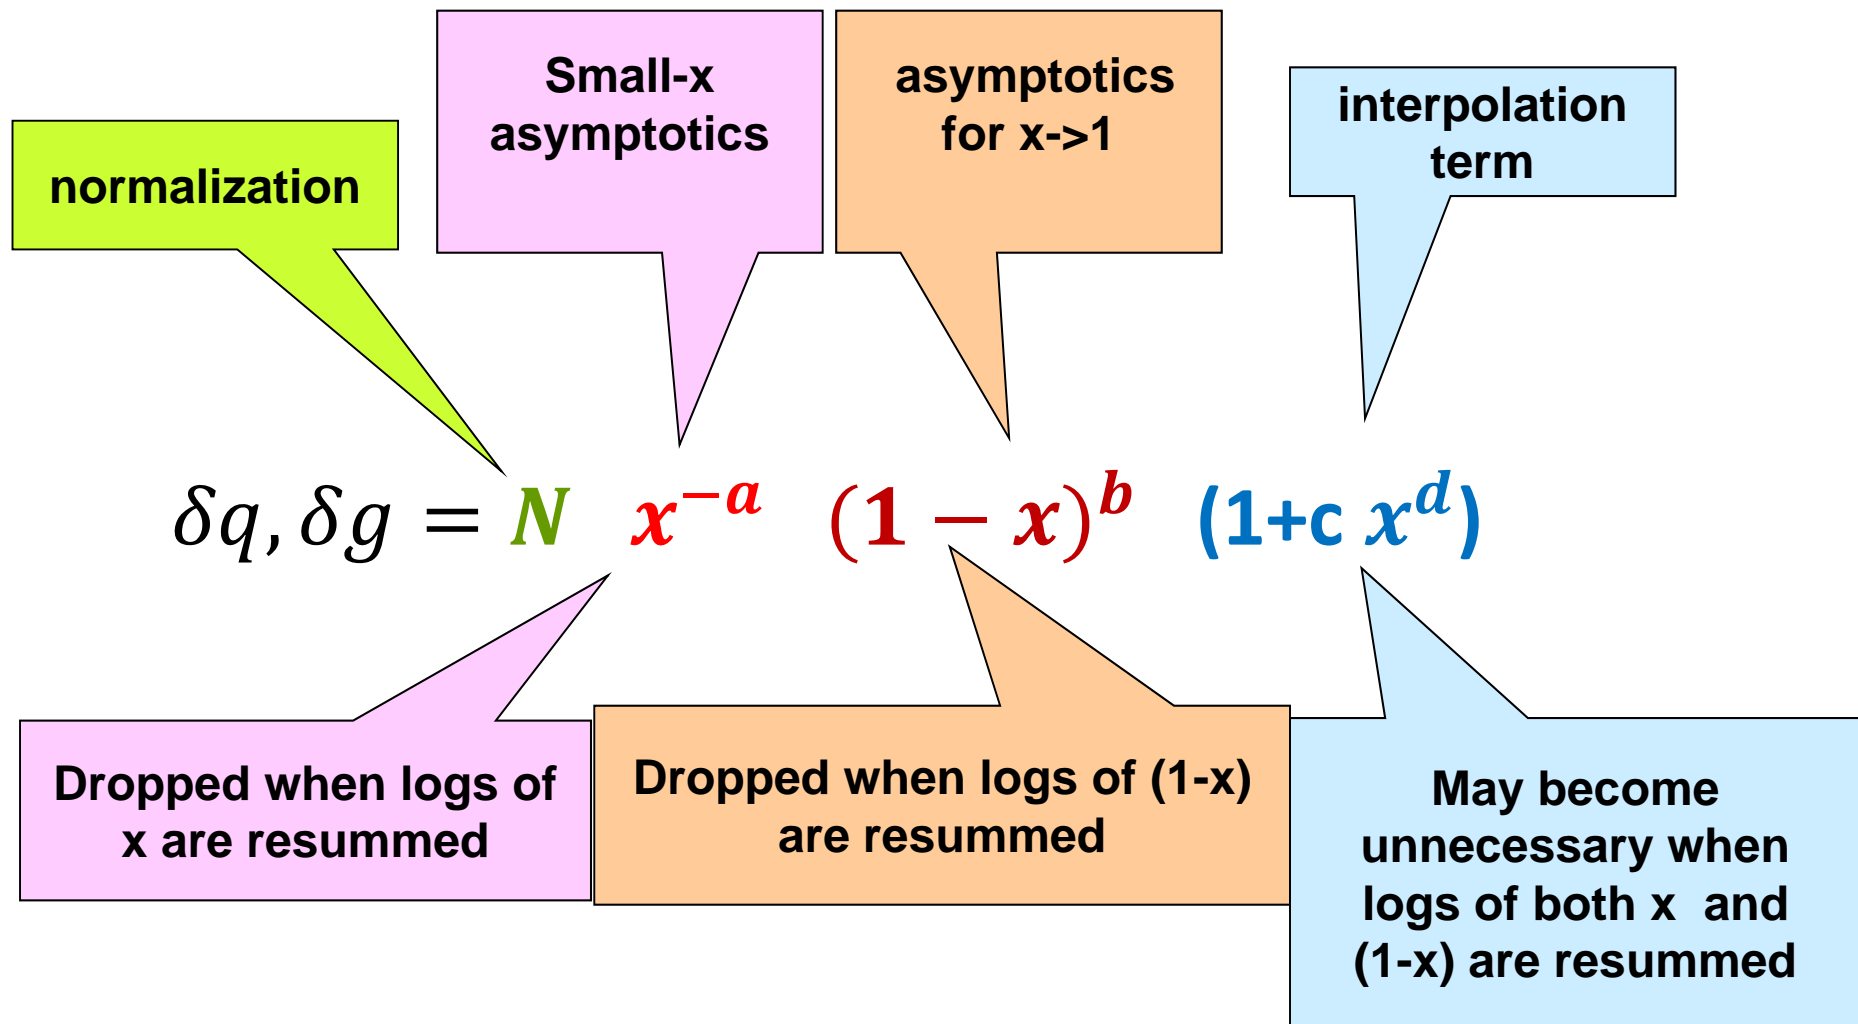 normalization
Small-x
asymptotics
asymptotics
for x->1
interpolation
term
δq, δg = N x⁻ᵃ (1 − x)ᵇ (1+c xᵈ)
Dropped when logs of
x are resummed
Dropped when logs of (1-x)
are resummed
May become
unnecessary when
logs of both x and
(1-x) are resummed